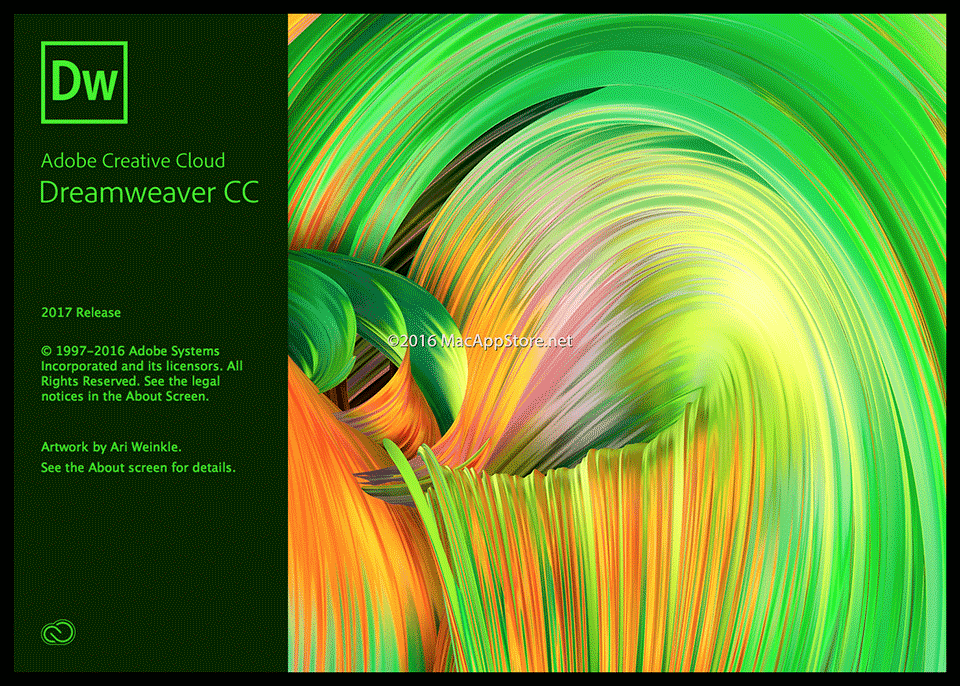 Dw
Adobe Creative Cloud
Dreamweaver CC
2017 Release
© 1997–2016 Adobe Systems
Incorporated and its licensors. All
Rights Reserved. See the legal
notices in the About Screen.
Artwork by Ari Weinkle.
See the About screen for details.
©2016 MacAppStore.net